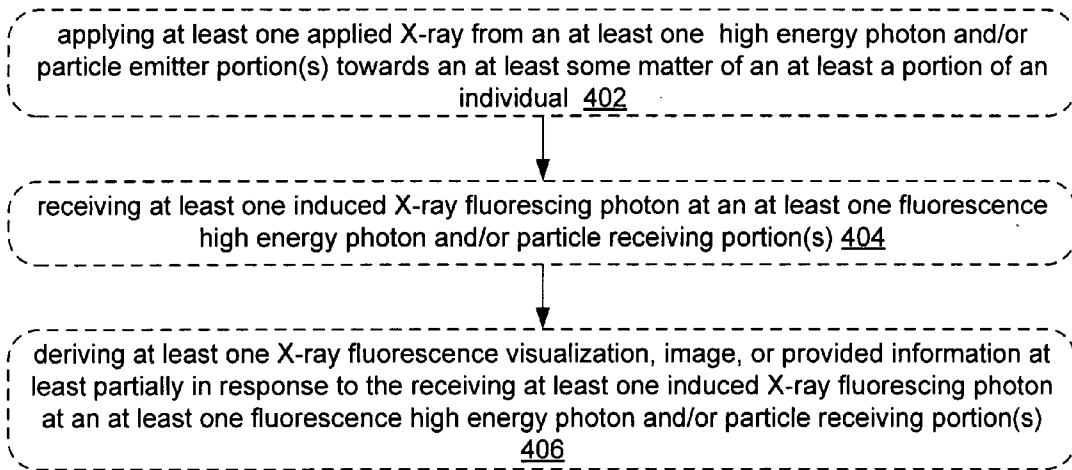 applying at least one applied X-ray from an at least one high energy photon and/or
particle emitter portion(s) towards an at least some matter of an at least a portion of an
individual 402
receiving at least one induced X-ray fluorescing photon at an at least one fluorescence
high energy photon and/or particle receiving portion(s) 404
deriving at least one X-ray fluorescence visualization, image, or provided information at
least partially in response to the receiving at least one induced X-ray fluorescing photon
at an at least one fluorescence high energy photon and/or particle receiving portion(s)
406